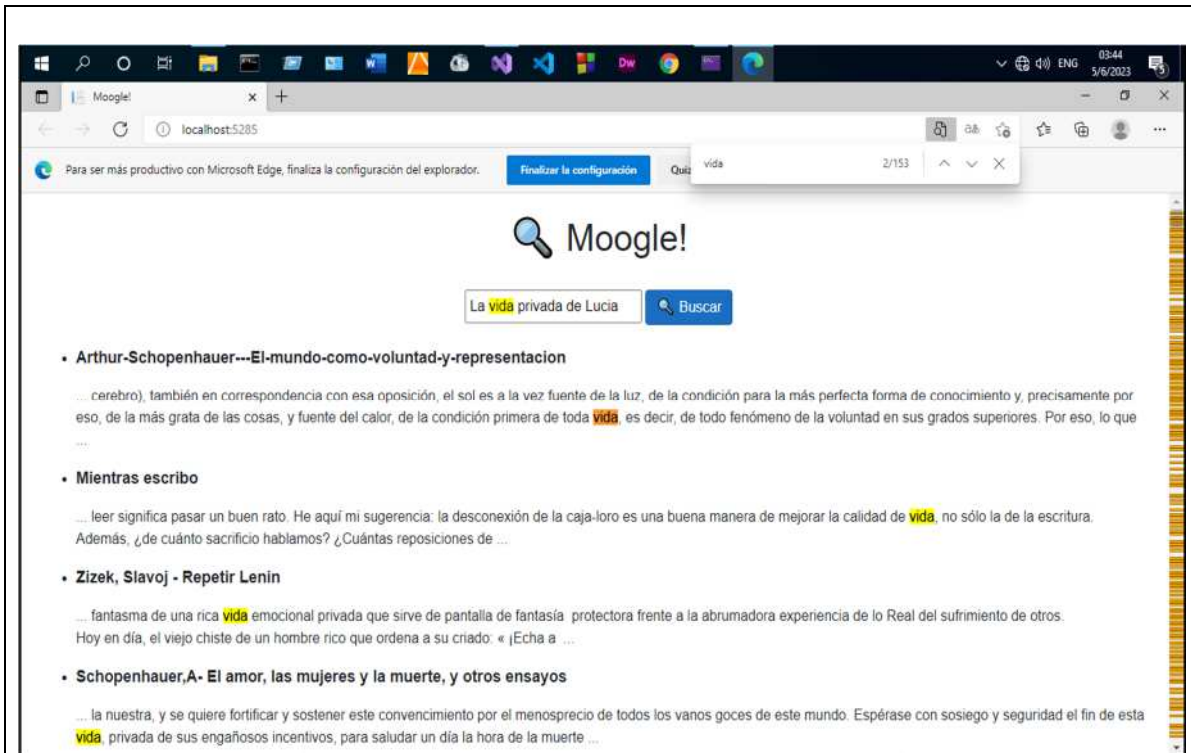 ENG
03:44
5/6/2023
Moogle!
localhost:5285
Para ser más productivo con Microsoft Edge, finaliza la configuración del explorador.
Finalizar la configuración
Quiz
vida
2/153
Moogle!
La vida privada de Lucia
Buscar
• Arthur-Schopenhauer---El-mundo-como-voluntad-y-representacion
... cerebro), también en correspondencia con esa oposición, el sol es a la vez fuente de la luz, de la condición para la más perfecta forma de conocimiento y, precisamente por
eso, de la más grata de las cosas, y fuente del calor, de la condición primera de toda vida, es decir, de todo fenómeno de la voluntad en sus grados superiores. Por eso, lo que
...
• Mientras escribo
... leer significa pasar un buen rato. He aquí mi sugerencia: la desconexión de la caja-loro es una buena manera de mejorar la calidad de vida, no sólo la de la escritura.
Además, ¿de cuánto sacrificio hablamos? ¿Cuántas reposiciones de ...
• Zizek, Slavoj - Repetir Lenin
... fantasma de una rica vida emocional privada que sirve de pantalla de fantasía protectora frente a la abrumadora experiencia de lo Real del sufrimiento de otros.
Hoy en día, el viejo chiste de un hombre rico que ordena a su criado: « ¡Echa a ...
• Schopenhauer,A- El amor, las mujeres y la muerte, y otros ensayos
... la nuestra, y se quiere fortificar y sostener este convencimiento por el menosprecio de todos los vanos goces de este mundo. Espérase con sosiego y seguridad el fin de esta
vida, privada de sus engañosos incentivos, para saludar un día la hora de la muerte ...